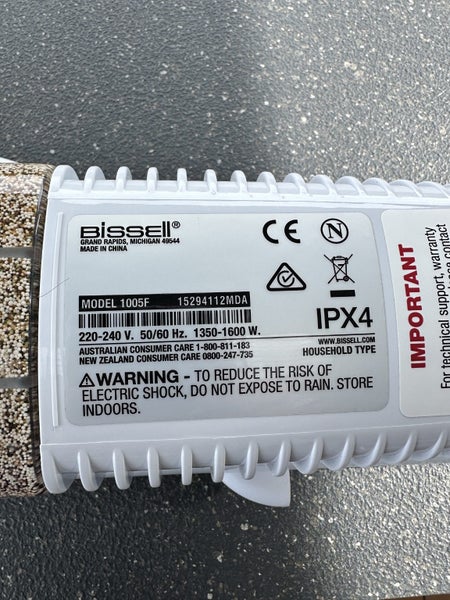 BISSELL®
GRAND RAPIDS, MICHIGAN 49544
MADE IN CHINA
CE N
MODEL 1005F 15294112MDA
220-240 V. 50/60 Hz. 1350-1600 W.
IPX4
AUSTRALIAN CONSUMER CARE 1-800-811-183
NEW ZEALAND CONSUMER CARE 0800-247-735
WWW.BISSELL.COM
HOUSEHOLD TYPE
WARNING - TO REDUCE THE RISK OF
ELECTRIC SHOCK, DO NOT EXPOSE TO RAIN. STORE
INDOORS.
IMPORTANT
For technical support, warranty